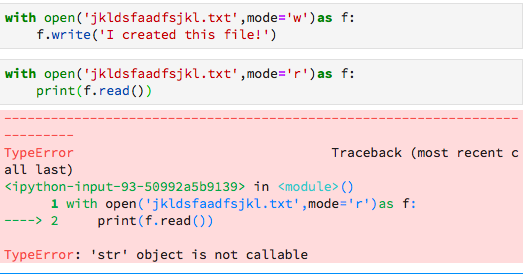 with open('jkldsfaadfsjkl.txt',mode='w')as f:
    f.write('I created this file!')
with open('jkldsfaadfsjkl.txt',mode='r')as f:
    print(f.read())
---------------------------------------------------------------------------
TypeError                                 Traceback (most recent c
all last)
<ipython-input-93-50992a5b9139> in <module>()
      1 with open('jkldsfaadfsjkl.txt',mode='r')as f:
----> 2     print(f.read())

TypeError: 'str' object is not callable